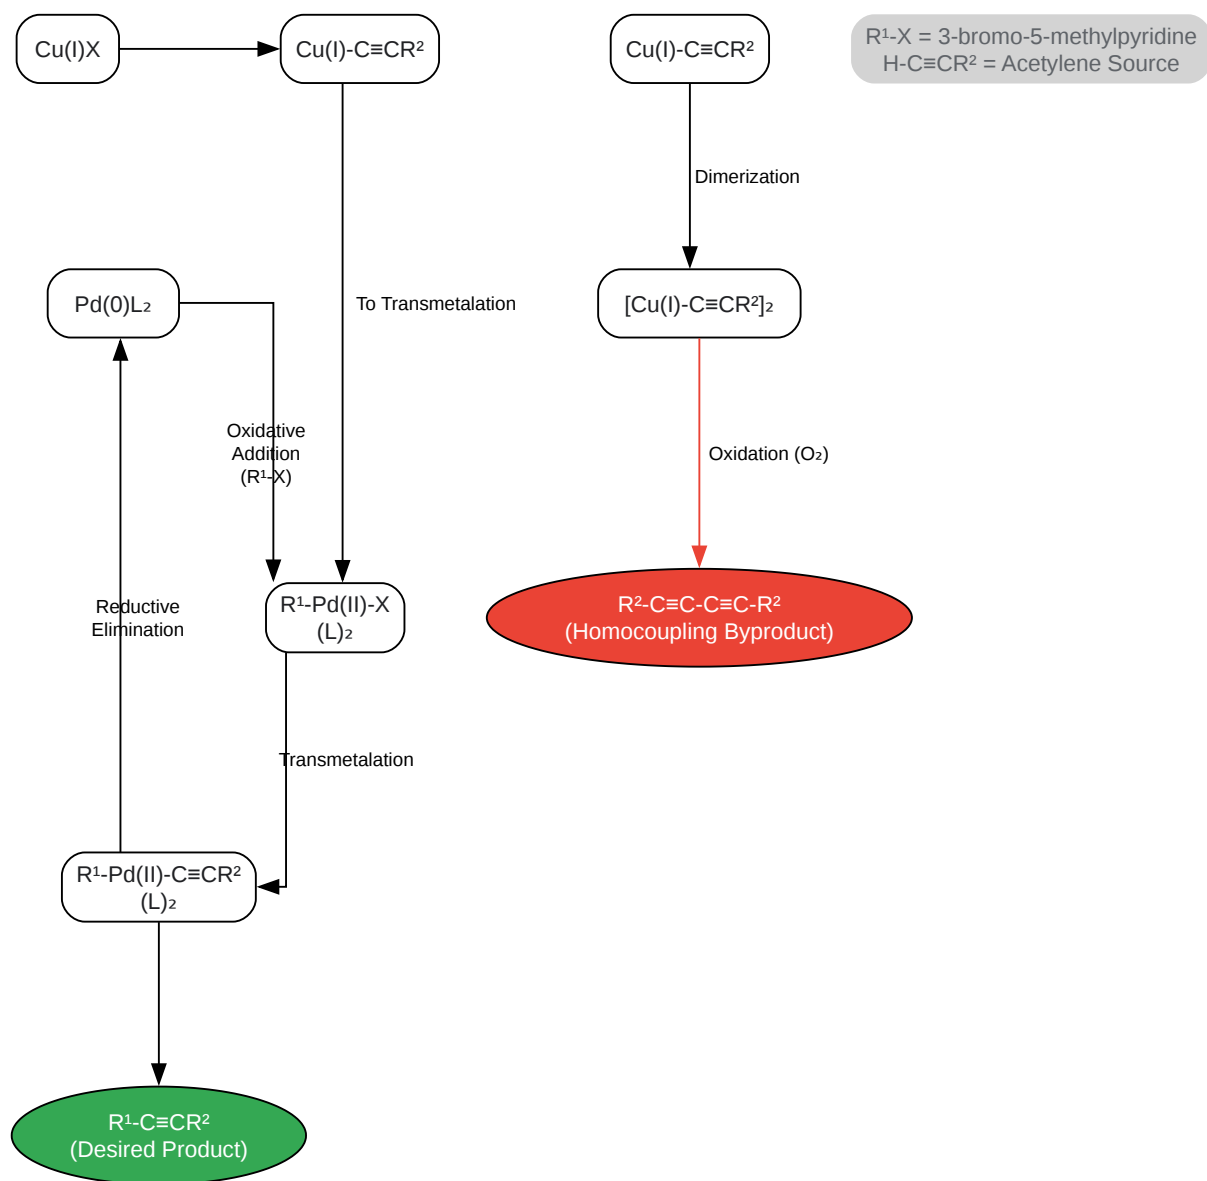 Cu(I)X
Cu(I)-C≡CR²
Cu(I)-C≡CR²
R¹-X = 3-bromo-5-methylpyridine
H-C≡CR² = Acetylene Source
Dimerization
Pd(0)L₂
To Transmetalation
[Cu(I)-C≡CR²]₂
Oxidative
Addition
(R¹-X)
Oxidation (O₂)
Reductive
Elimination
R¹-Pd(II)-X
(L)₂
R²-C≡C-C≡C-R²
(Homocoupling Byproduct)
Transmetalation
R¹-Pd(II)-C≡CR²
(L)₂
R¹-C≡CR²
(Desired Product)